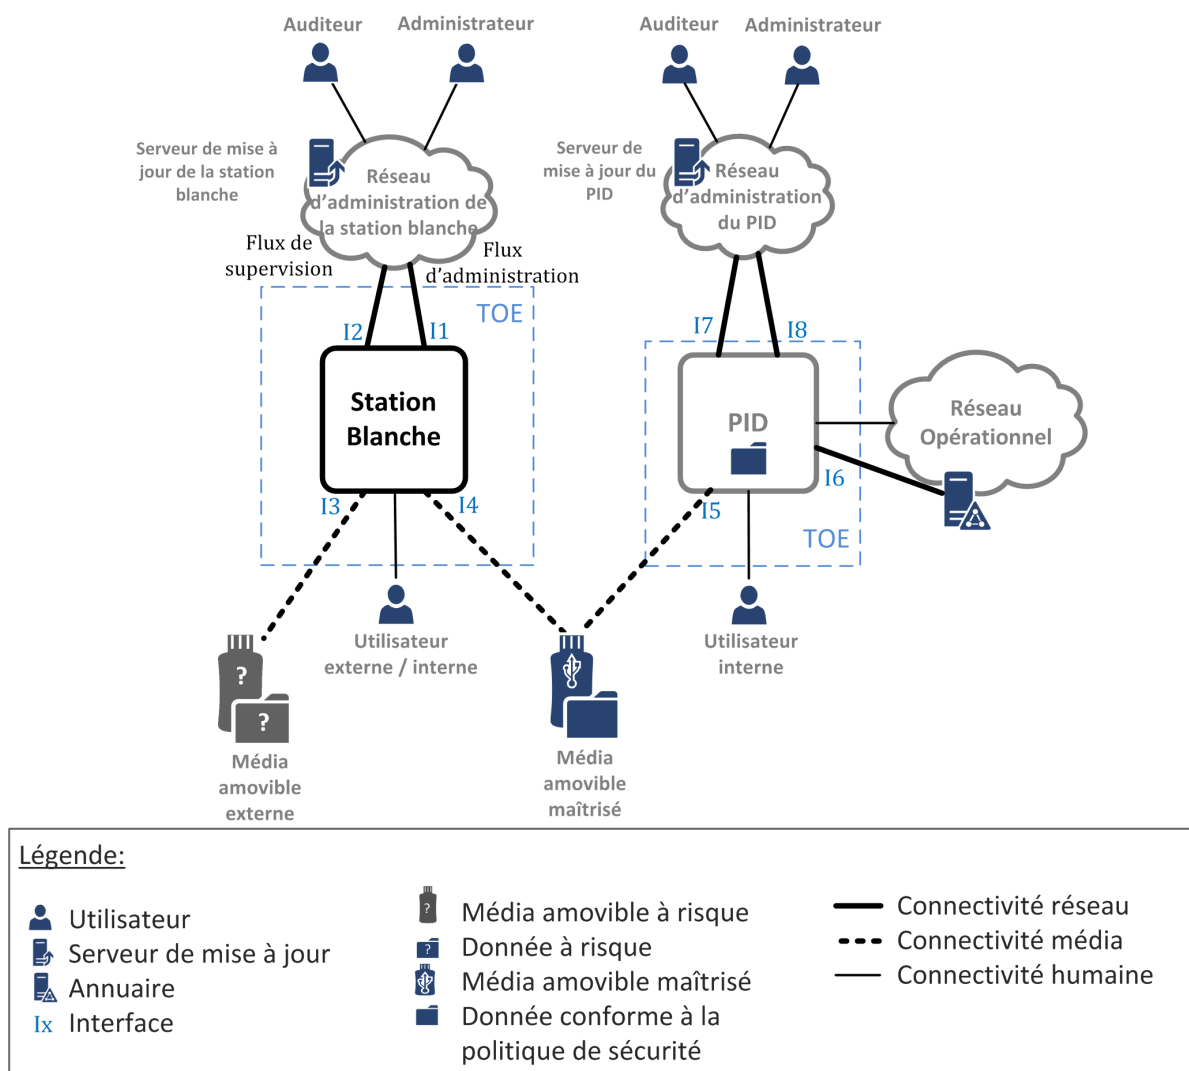 Auditeur
Administrateur
Auditeur
Administrateur
Serveur de mise à
jour de la station
blanche
Réseau
d’administration de
la station blanche
Serveur de
mise à jour du
PID
Réseau
d’administration
du PID
Flux de
supervision
Flux
d’administration
TOE
I2
I1
I7
I8
Station
Blanche
PID
Réseau
Opérationnel
I3
I4
I5
I6
TOE
?
?
Utilisateur
externe / interne
Utilisateur
interne
Média
amovible
externe
Média
amovible
maîtrisé
Légende:
Utilisateur
Serveur de mise à jour
Annuaire
Ix Interface
? Média amovible à risque
? Donnée à risque
Média amovible maîtrisé
Donnée conforme à la
politique de sécurité
Connectivité réseau
Connectivité média
Connectivité humaine